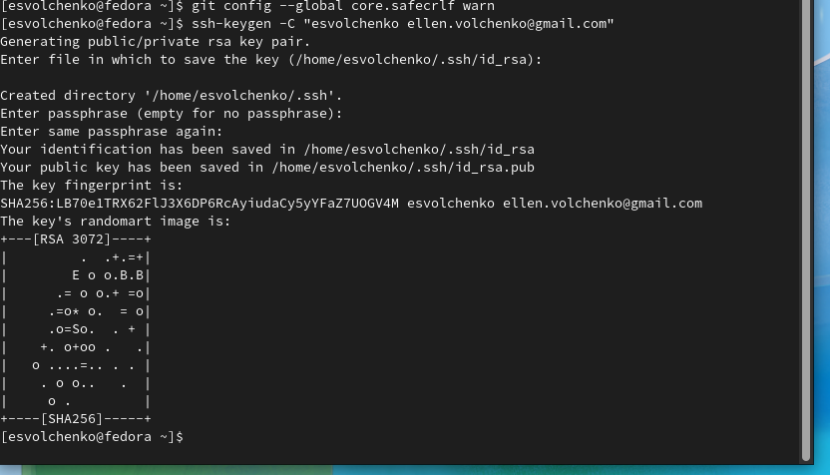 [esvolchenko@fedora ~]$ git config --global core.safecrlf warn
[esvolchenko@fedora ~]$ ssh-keygen -C "esvolchenko ellen.volchenko@gmail.com"
Generating public/private rsa key pair.
Enter file in which to save the key (/home/esvolchenko/.ssh/id_rsa):
Created directory '/home/esvolchenko/.ssh'.
Enter passphrase (empty for no passphrase):
Enter same passphrase again:
Your identification has been saved in /home/esvolchenko/.ssh/id_rsa
Your public key has been saved in /home/esvolchenko/.ssh/id_rsa.pub
The key fingerprint is:
SHA256:LB70e1TRX62FlJ3X6DP6RcAyiudaCy5yYFaZ7UOGV4M esvolchenko ellen.volchenko@gmail.com
The key's randomart image is:
+---[RSA 3072]----+
|         .  .+.=+|
|        E o o.B.B|
|      .= o o.+ =o|
|     .=o* o.  = o|
|     .o=So.  . + |
|    +. o+oo .   .|
|   o ....=.. . . |
|    . o o..   .  |
|     o .         |
+----[SHA256]-----+
[esvolchenko@fedora ~]$